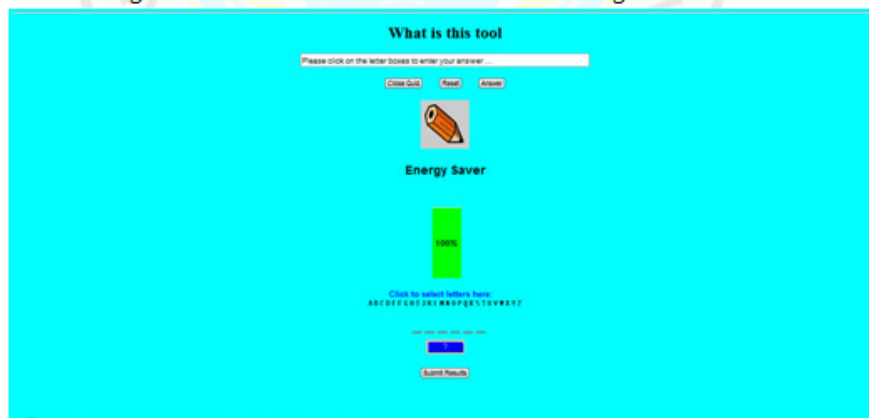 What is this tool
Please click on the letter boxes to enter your answer ...
Close Quiz Reset Answer
Energy Saver
100%
Click to select letters here:
A B C D E F G H I J K L M N O P Q R S T U V W X Y Z
?
Submit Results